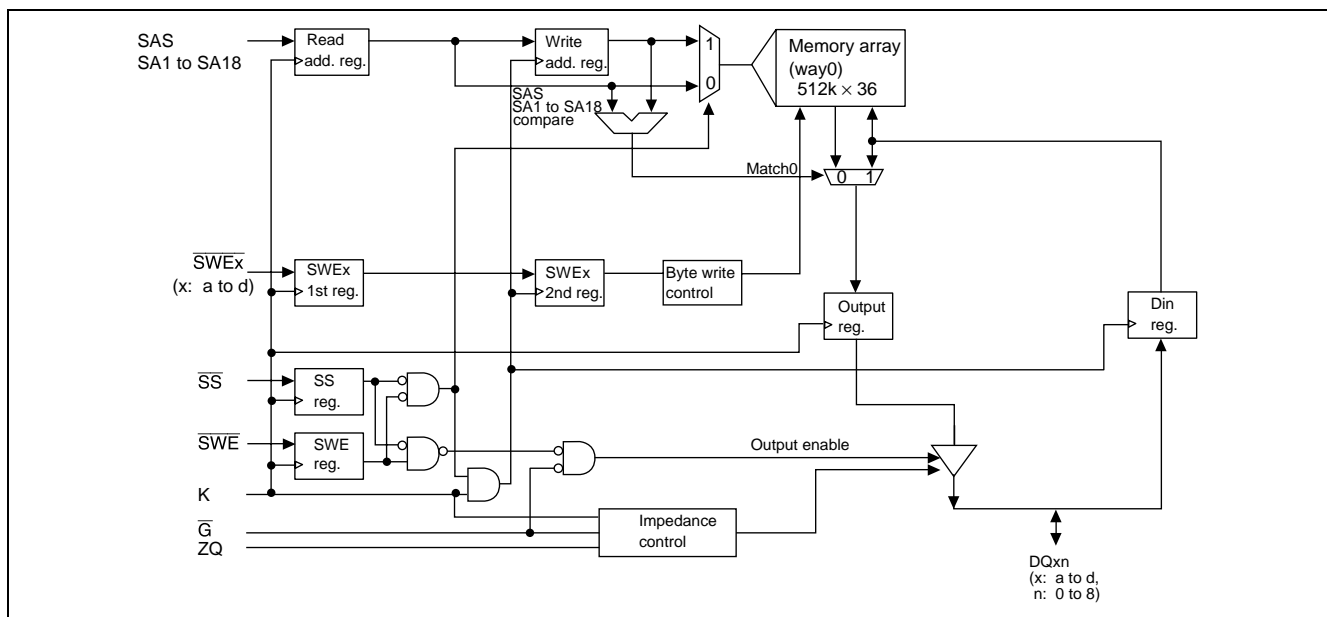 SAS
SA1 to SA18
Read
add. reg.
Write
add. reg.
1
0
Memory array
(way0)
512k × 36
SAS
SA1 to SA18
compare
Match0
0 1
SWEx
(x: a to d)
SWEx
1st reg.
SWEx
2nd reg.
Byte write
control
Output
reg.
Din
reg.
SS
SS
reg.
SWE
SWE
reg.
Output enable
K
G
ZQ
Impedance
control
DQxn
(x: a to d,
n: 0 to 8)